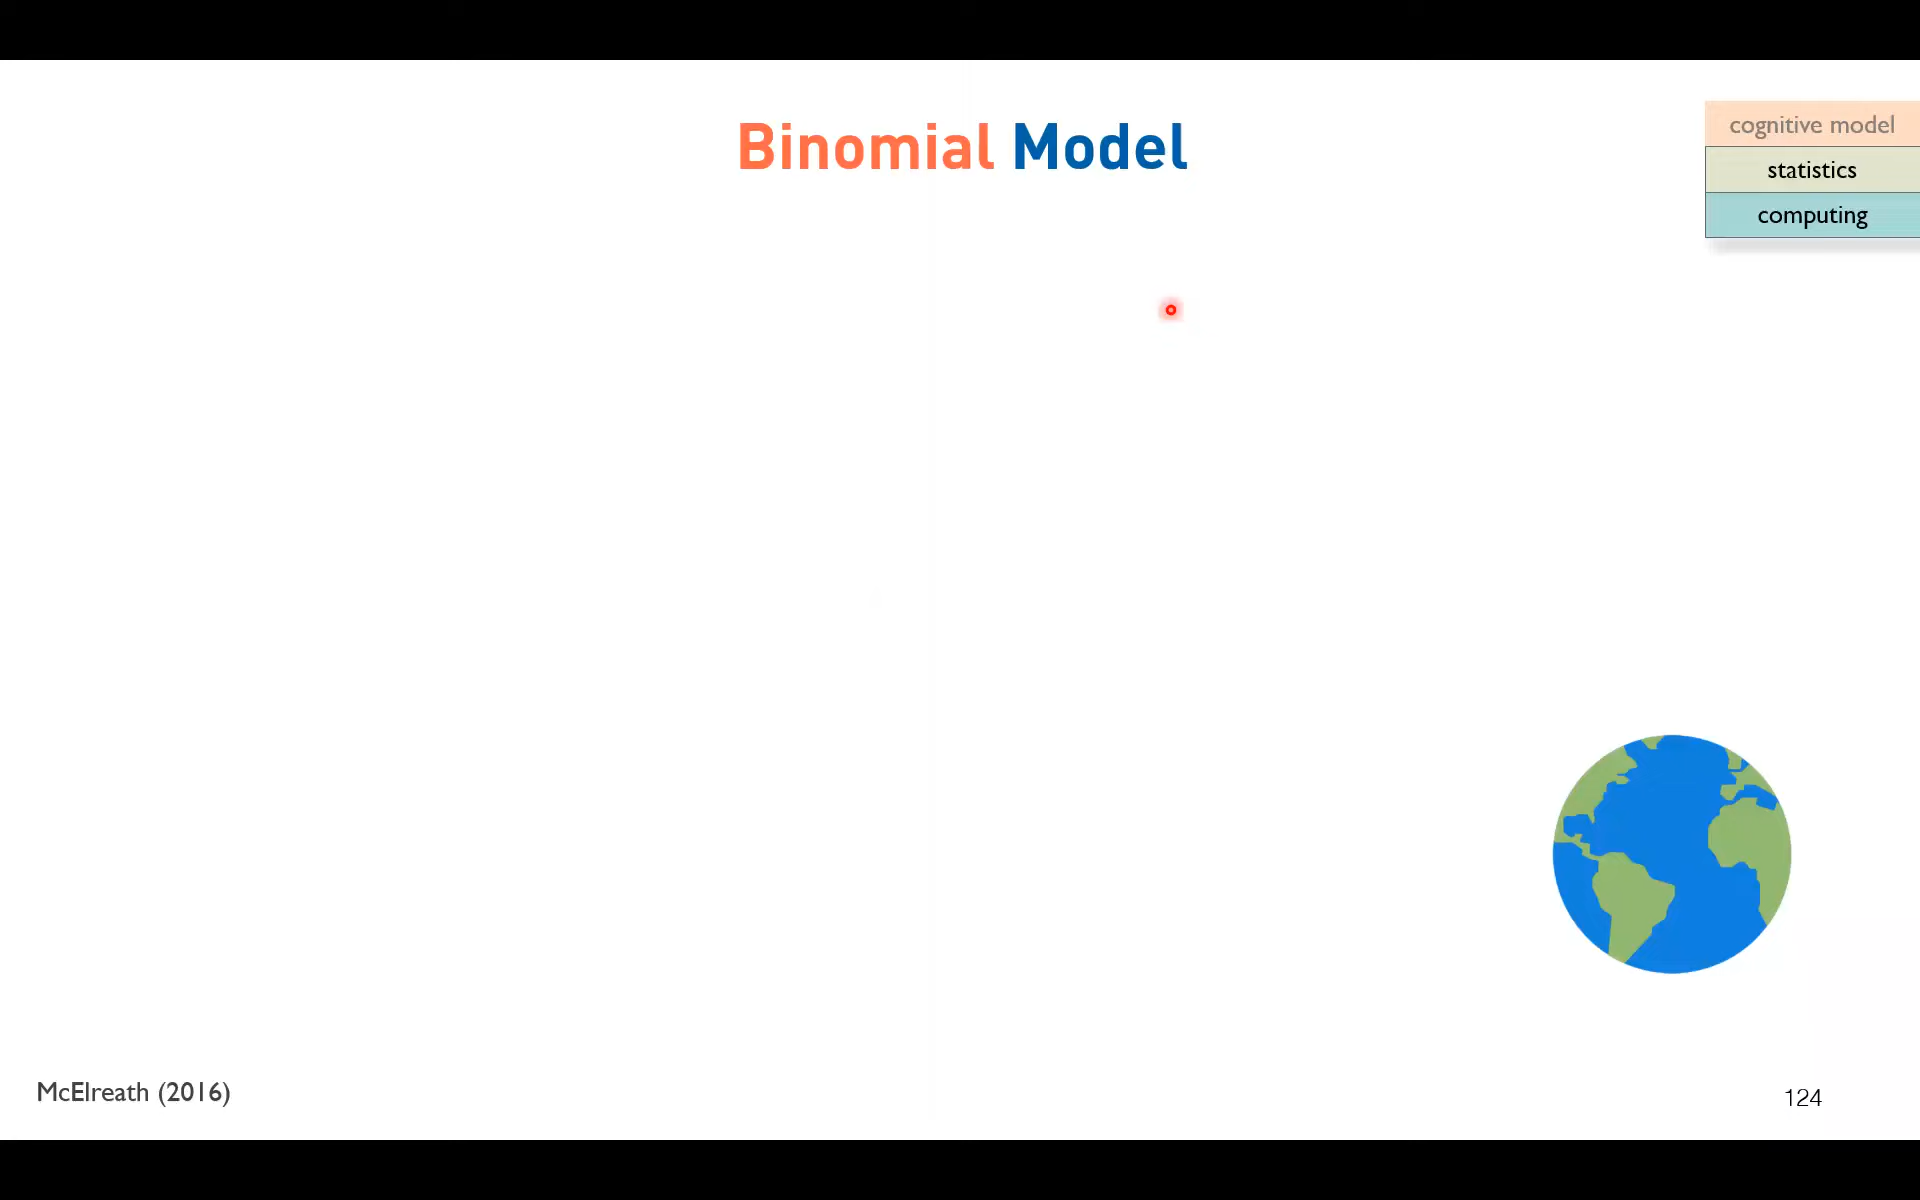 Binomial Model
cognitive model
statistics
computing
McElreath (2016)
124